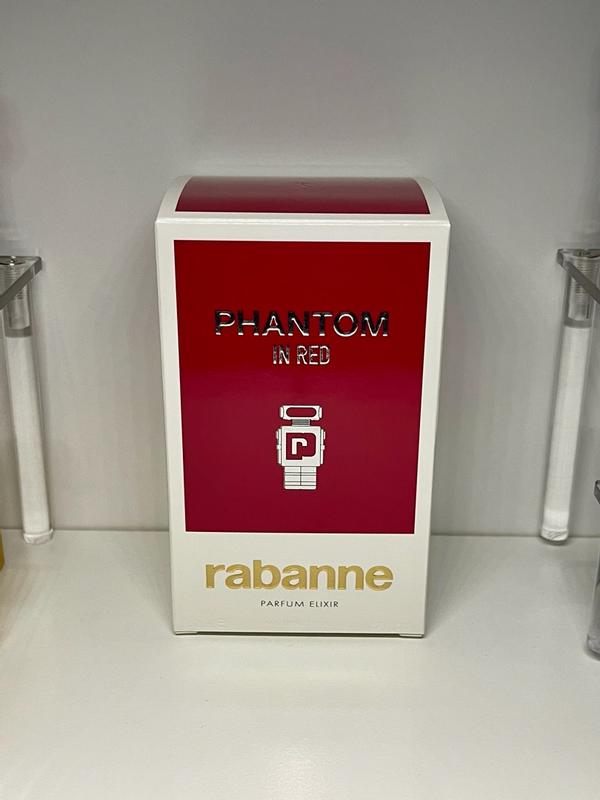 PHANTOM
IN RED
r
rabanne
PARFUM ELIXIR